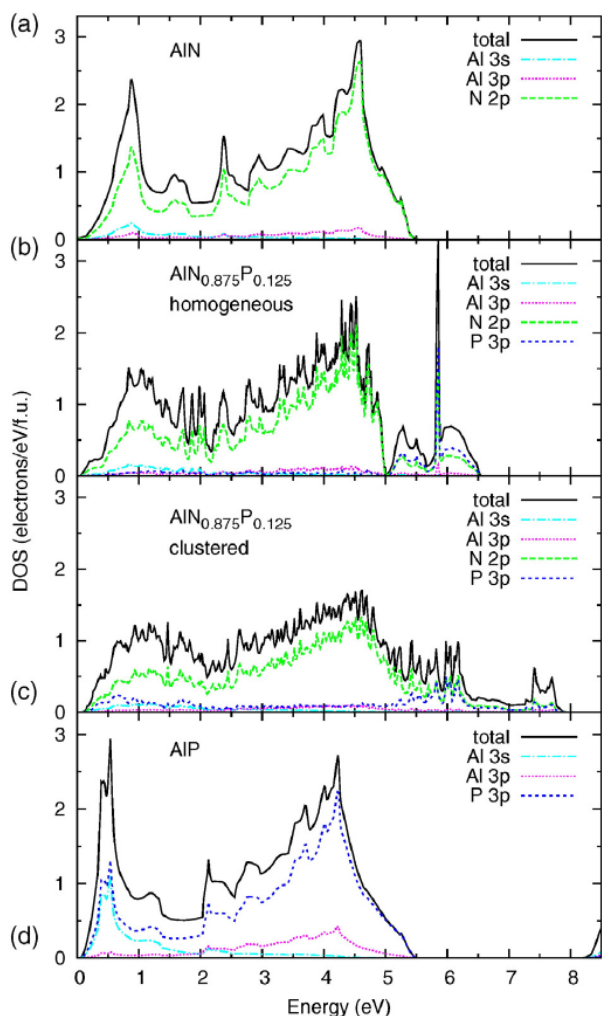 (a)
AlN
total
Al 3s
Al 3p
N 2p
3
2
1
0
(b)
AlN0.875P0.125
homogeneous
total
Al 3s
Al 3p
N 2p
P 3p
3
2
1
0
(c)
AlN0.875P0.125
clustered
total
Al 3s
Al 3p
N 2p
P 3p
3
2
1
0
DOS (electrons/eV/f.u.)
(d)
AlP
total
Al 3s
Al 3p
P 3p
3
2
1
0
0 1 2 3 4 5 6 7 8
Energy (eV)